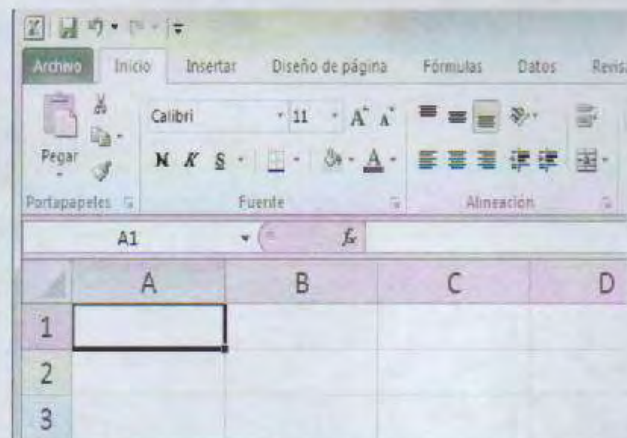 Archivo Inicio Insertar Diseño de página Fórmulas Datos Revisa
Calibri 11 A A
Pegar N K S A
Portapapeles Fuente Alineación
A1 fx
A B C D
1
2
3